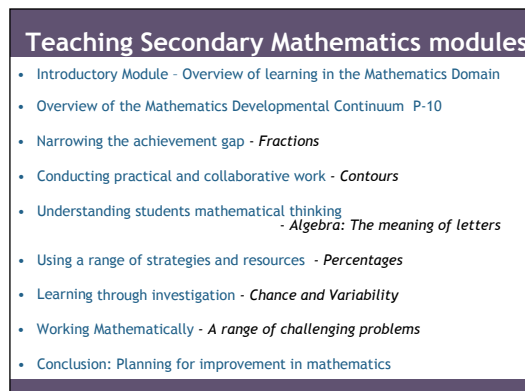 Teaching Secondary Mathematics modules
• Introductory Module – Overview of learning in the Mathematics Domain
• Overview of the Mathematics Developmental Continuum P-10
• Narrowing the achievement gap - Fractions
• Conducting practical and collaborative work - Contours
• Understanding students mathematical thinking
- Algebra: The meaning of letters
• Using a range of strategies and resources - Percentages
• Learning through investigation - Chance and Variability
• Working Mathematically - A range of challenging problems
• Conclusion: Planning for improvement in mathematics